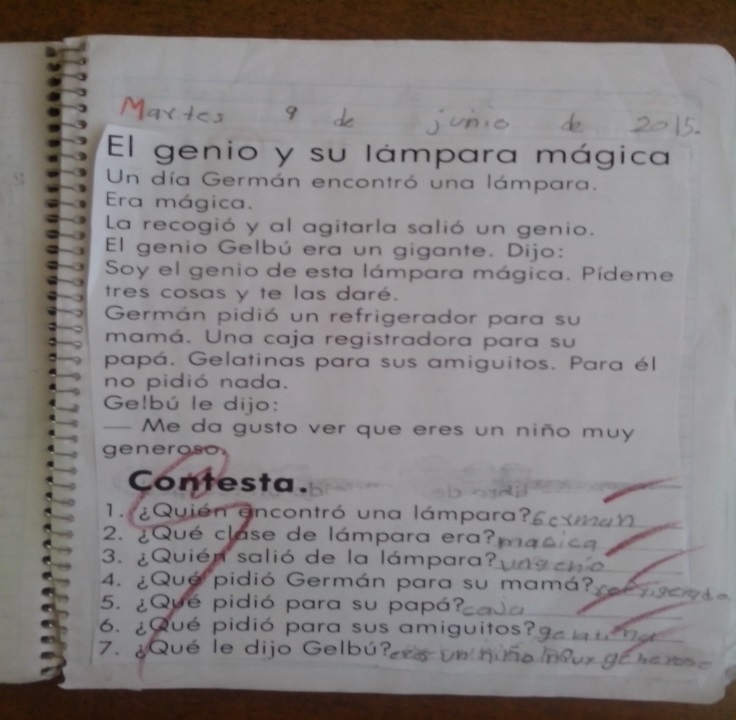 Martes 9 de junio de 2015.
El genio y su lámpara mágica
Un día Germán encontró una lámpara.
Era mágica.
La recogió y al agitarla salió un genio.
El genio Gelbú era un gigante. Dijo:
Soy el genio de esta lámpara mágica. Pídeme
tres cosas y te las daré.
Germán pidió un refrigerador para su
mamá. Una caja registradora para su
papá. Gelatinas para sus amiguitos. Para él
no pidió nada.
Gelbú le dijo:
— Me da gusto ver que eres un niño muy
generoso.
Contesta.
1. ¿Quién encontró una lámpara? German
2. ¿Qué clase de lámpara era? magica
3. ¿Quién salió de la lámpara? un genio
4. ¿Qué pidió Germán para su mamá?
5. ¿Qué pidió para su papá? caja
6. ¿Qué pidió para sus amiguitos? gelatina
7. ¿Qué le dijo Gelbú? eres un niño muy generoso